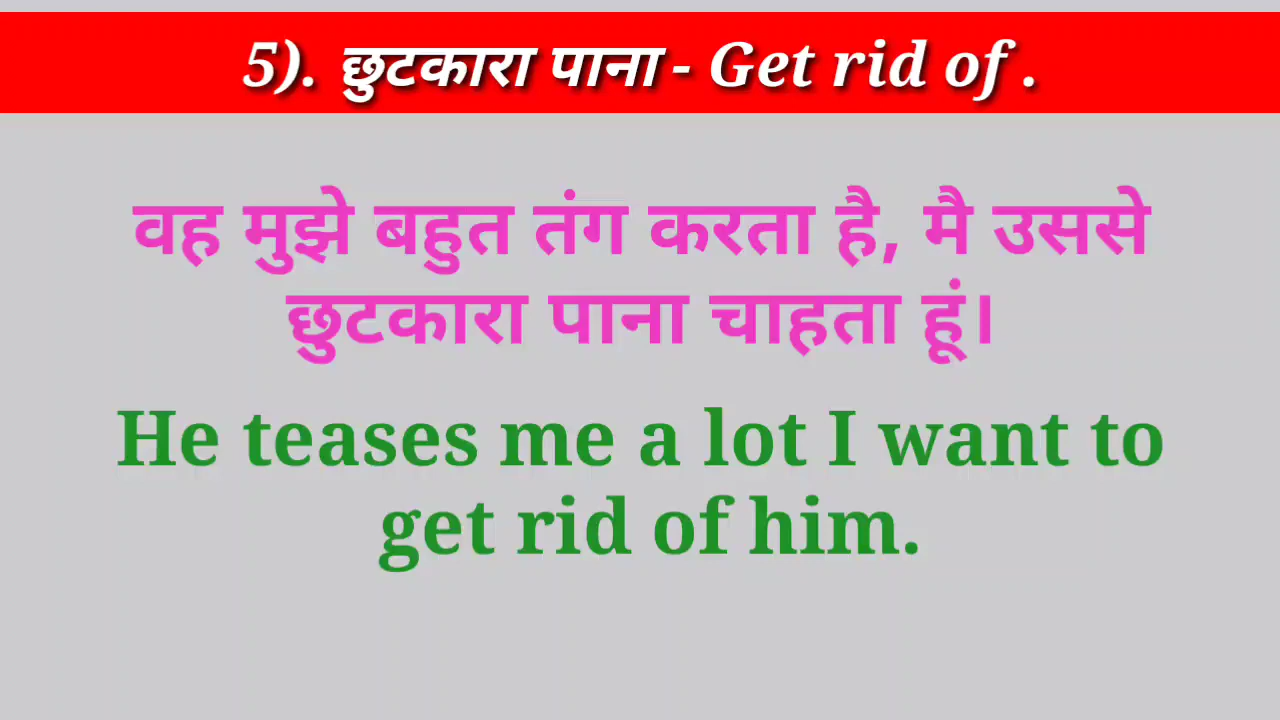 5). छुटकारा पाना - Get rid of .
वह मुझे बहुत तंग करता है, मै उससे
छुटकारा पाना चाहता हूं।
He teases me a lot I want to
get rid of him.